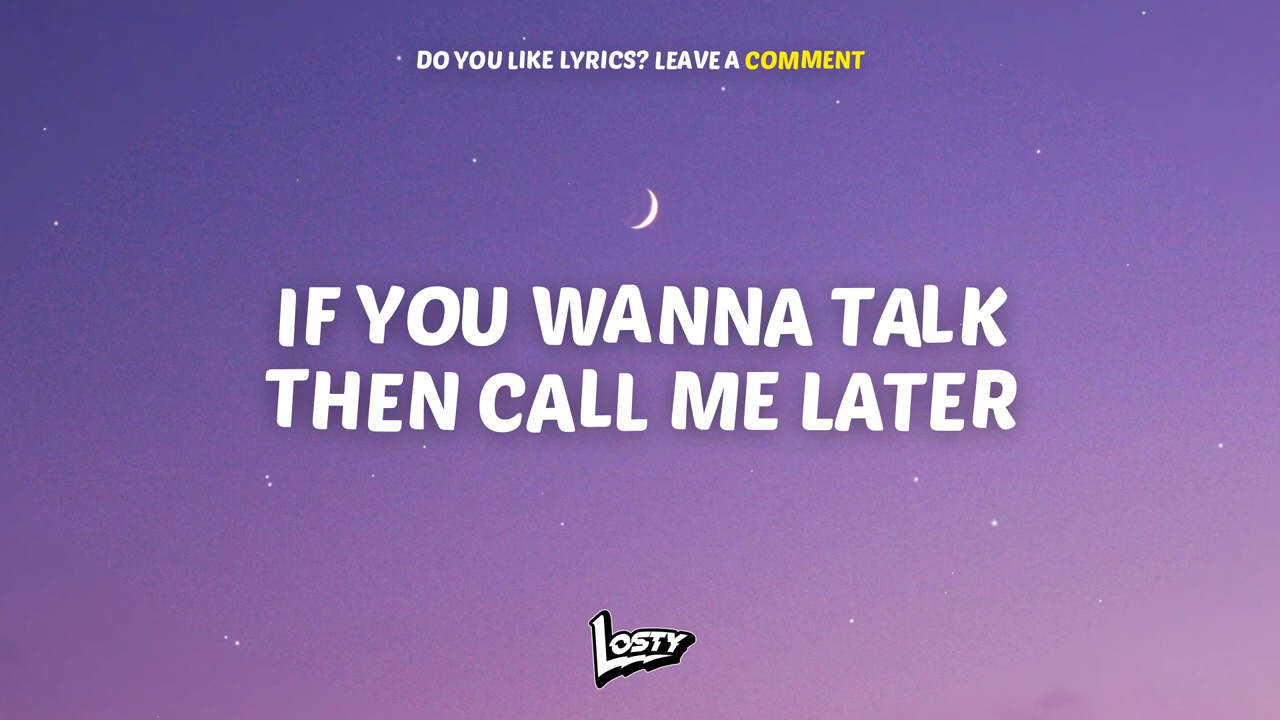 DO YOU LIKE LYRICS? LEAVE A COMMENT
IF YOU WANNA TALK
THEN CALL ME LATER
LOSTY